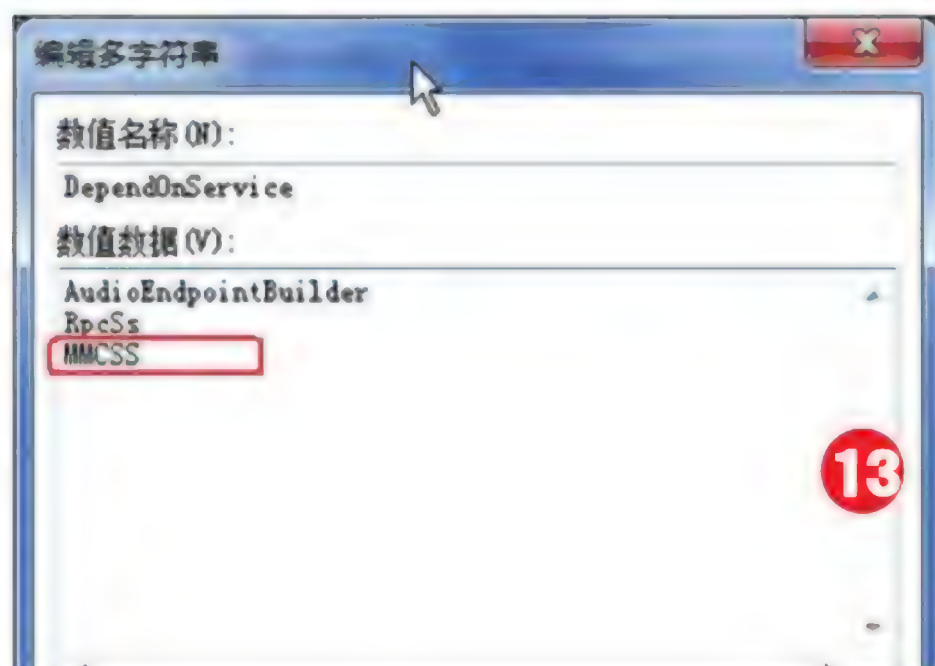 编辑多字符串
数值名称(N):
DependOnService
数值数据(V):
AudioEndpointBuilder
RpcSs
MMCSS
13